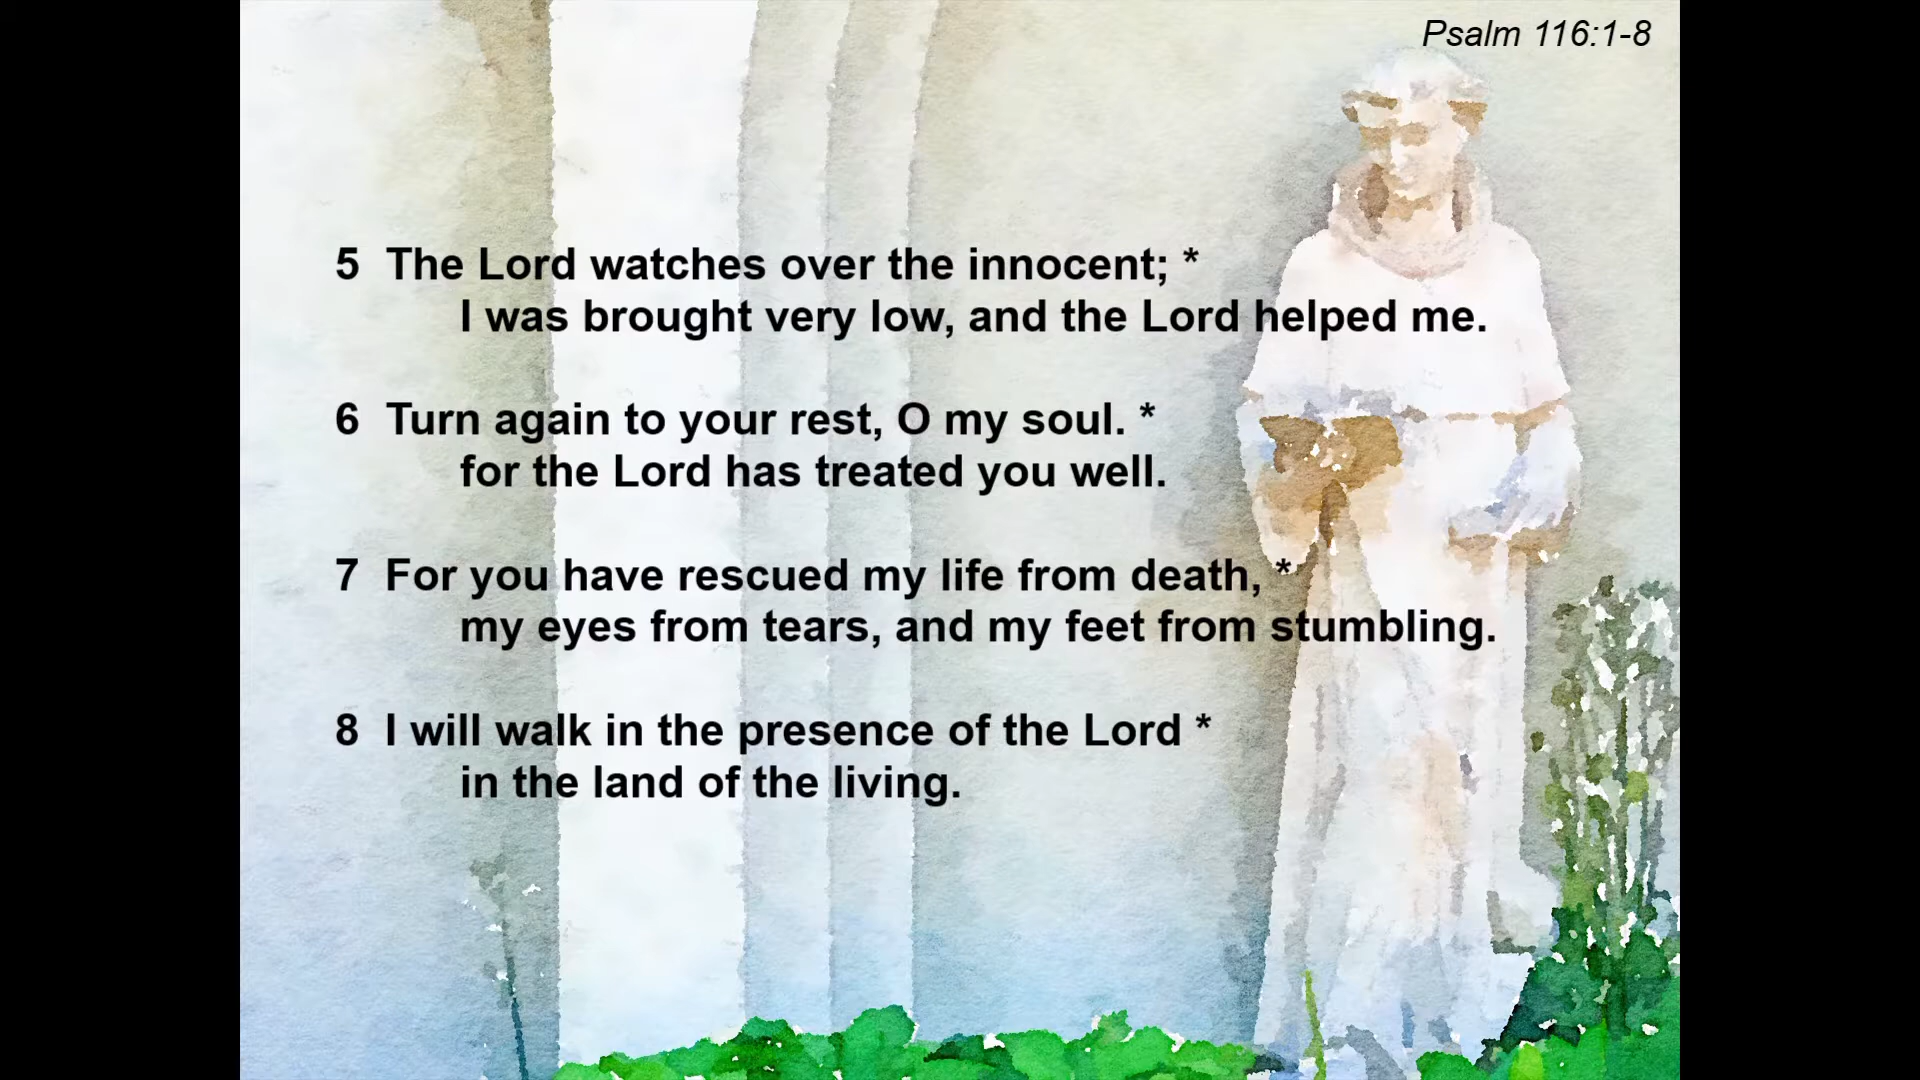 Psalm 116:1-8
5 The Lord watches over the innocent; *
I was brought very low, and the Lord helped me.
6 Turn again to your rest, O my soul. *
for the Lord has treated you well.
7 For you have rescued my life from death, *
my eyes from tears, and my feet from stumbling.
8 I will walk in the presence of the Lord *
in the land of the living.